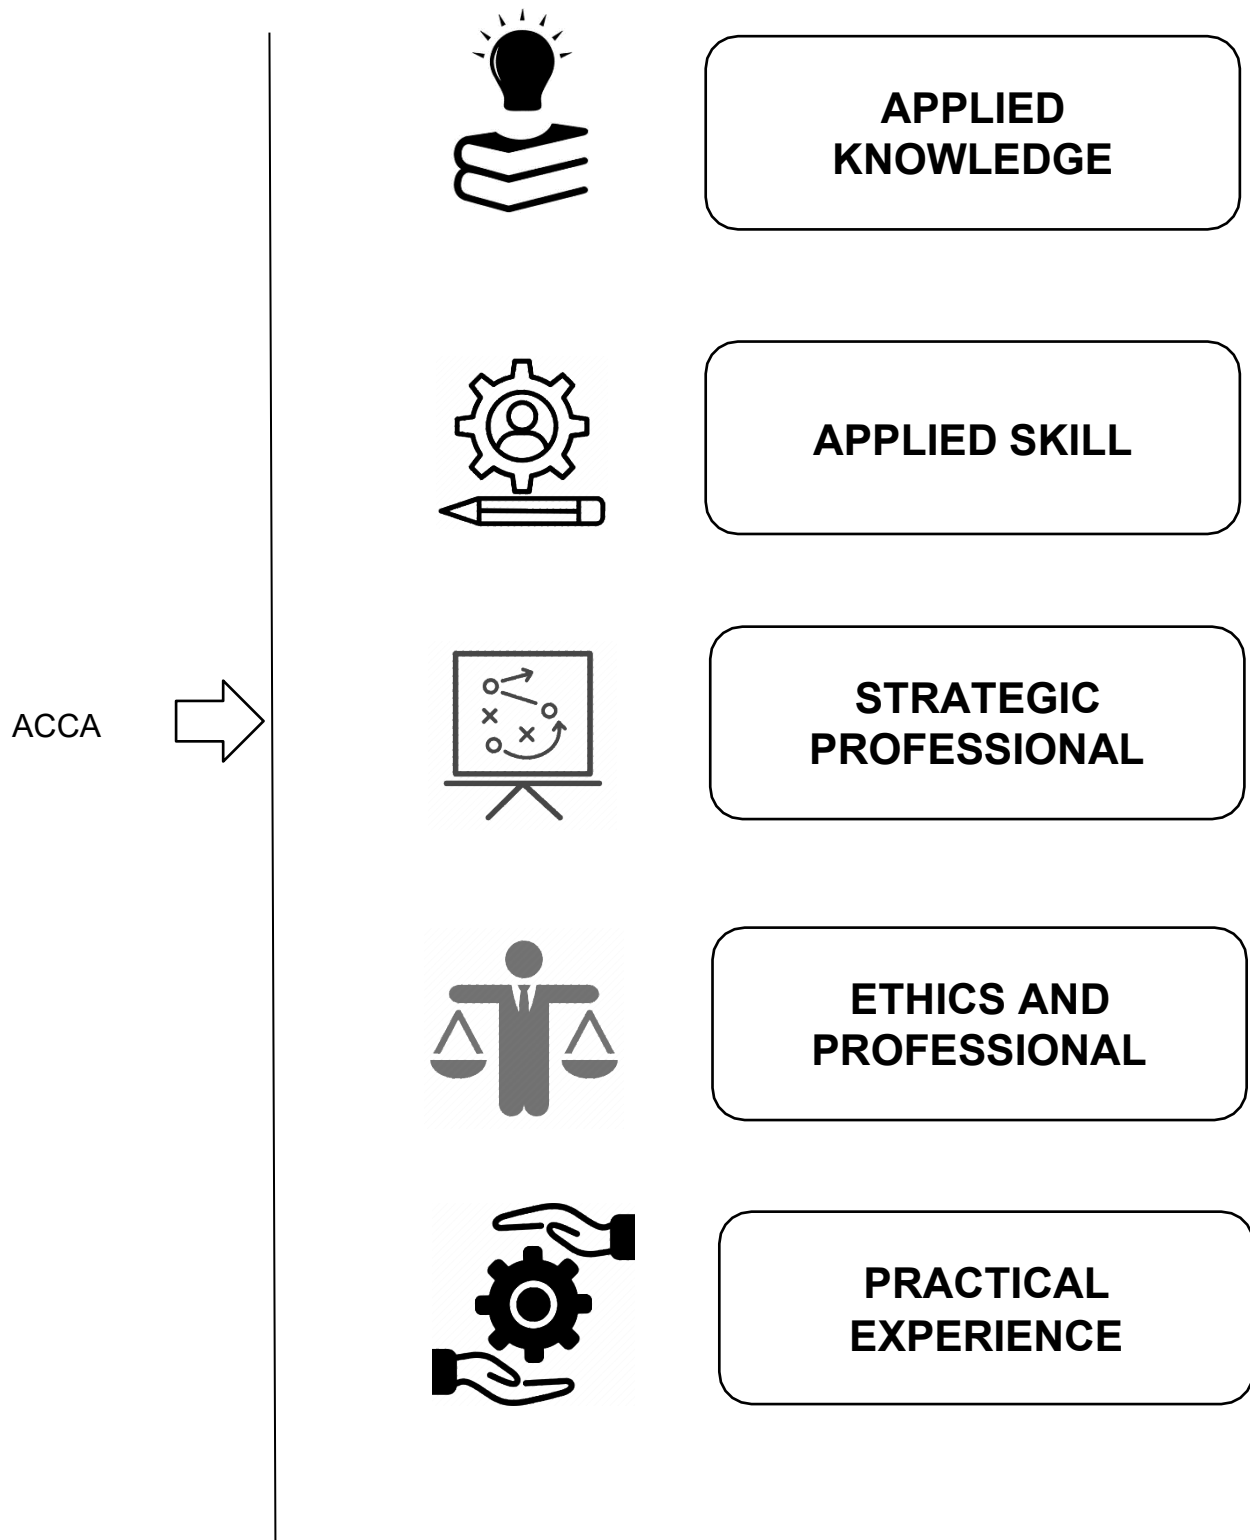 APPLIED
KNOWLEDGE
APPLIED SKILL
ACCA
STRATEGIC
PROFESSIONAL
ETHICS AND
PROFESSIONAL
PRACTICAL
EXPERIENCE